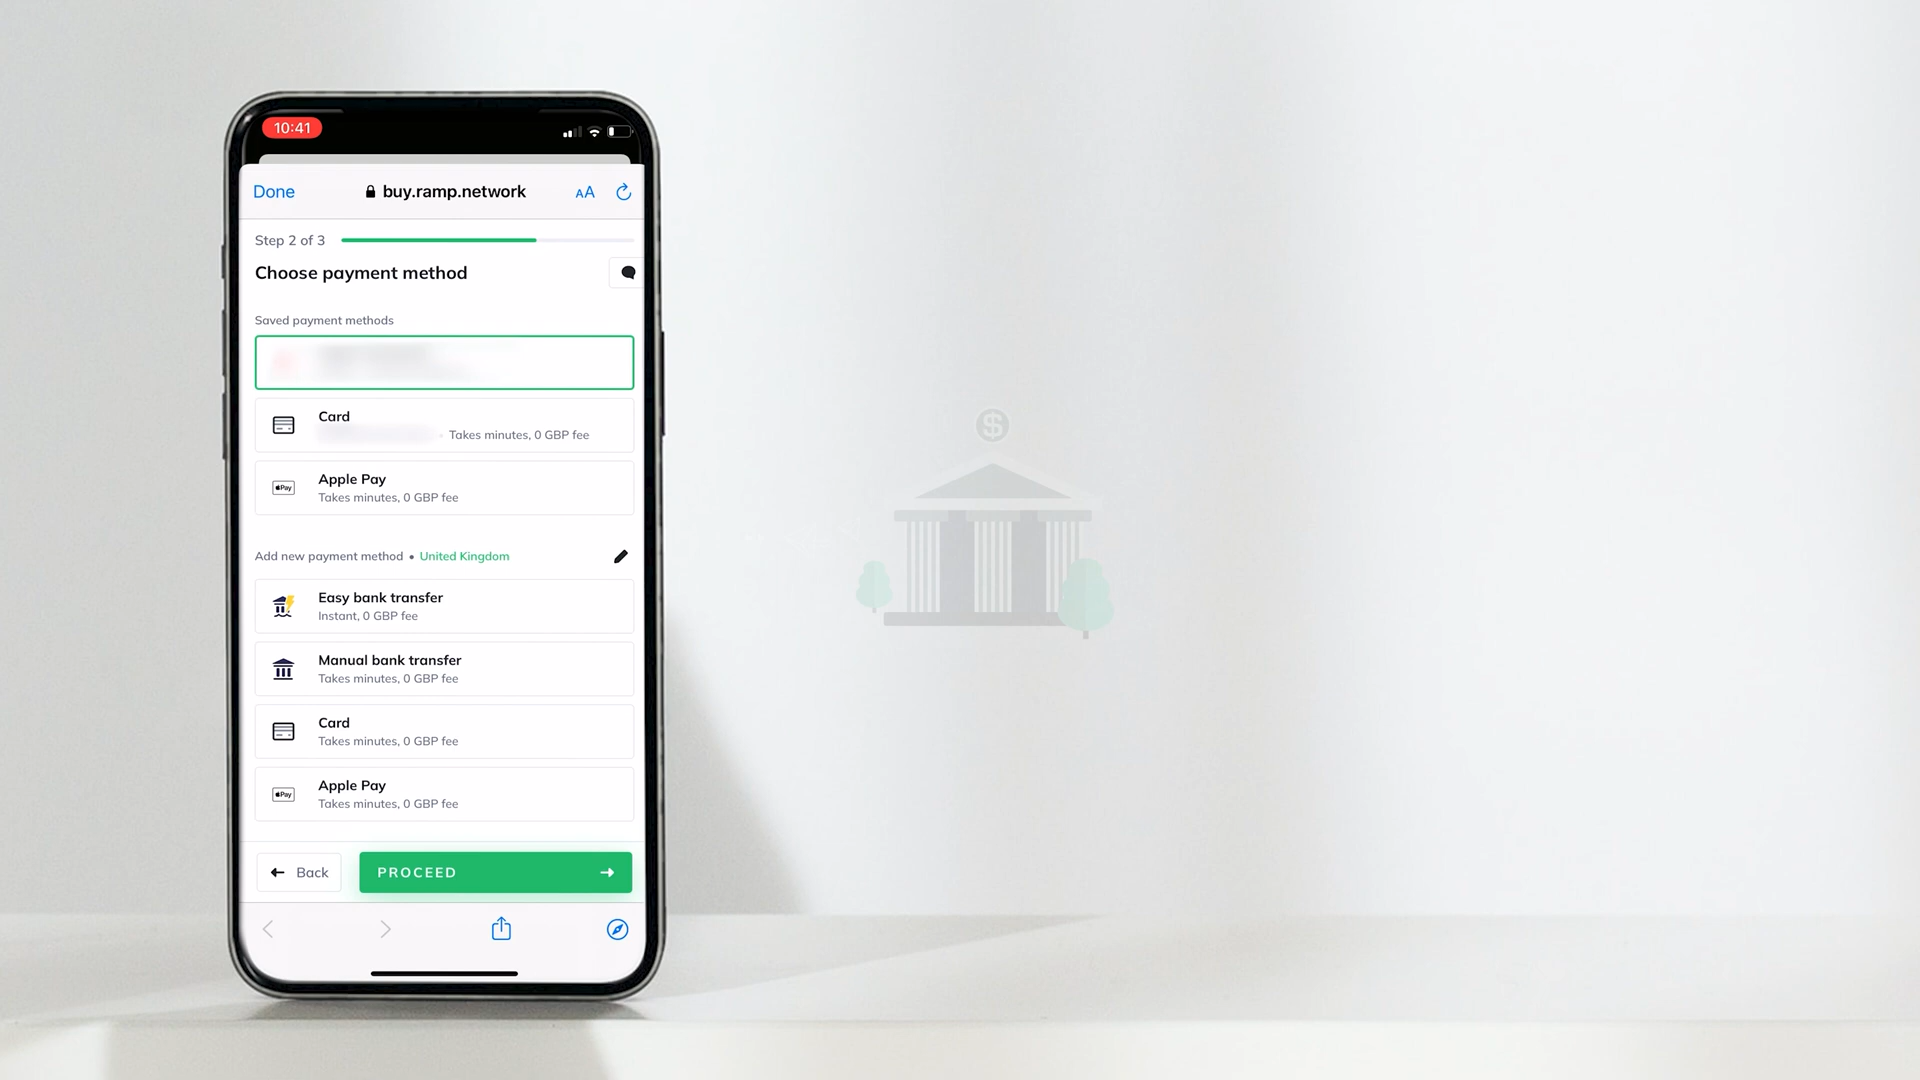 10:41
Done
buy.ramp.network
AA
Step 2 of 3
Choose payment method
Saved payment methods
Card
Takes minutes, 0 GBP fee
Pay
Apple Pay
Takes minutes, 0 GBP fee
Add new payment method • United Kingdom
Easy bank transfer
Instant, 0 GBP fee
Manual bank transfer
Takes minutes, 0 GBP fee
Card
Takes minutes, 0 GBP fee
Pay
Apple Pay
Takes minutes, 0 GBP fee
Back
PROCEED
$